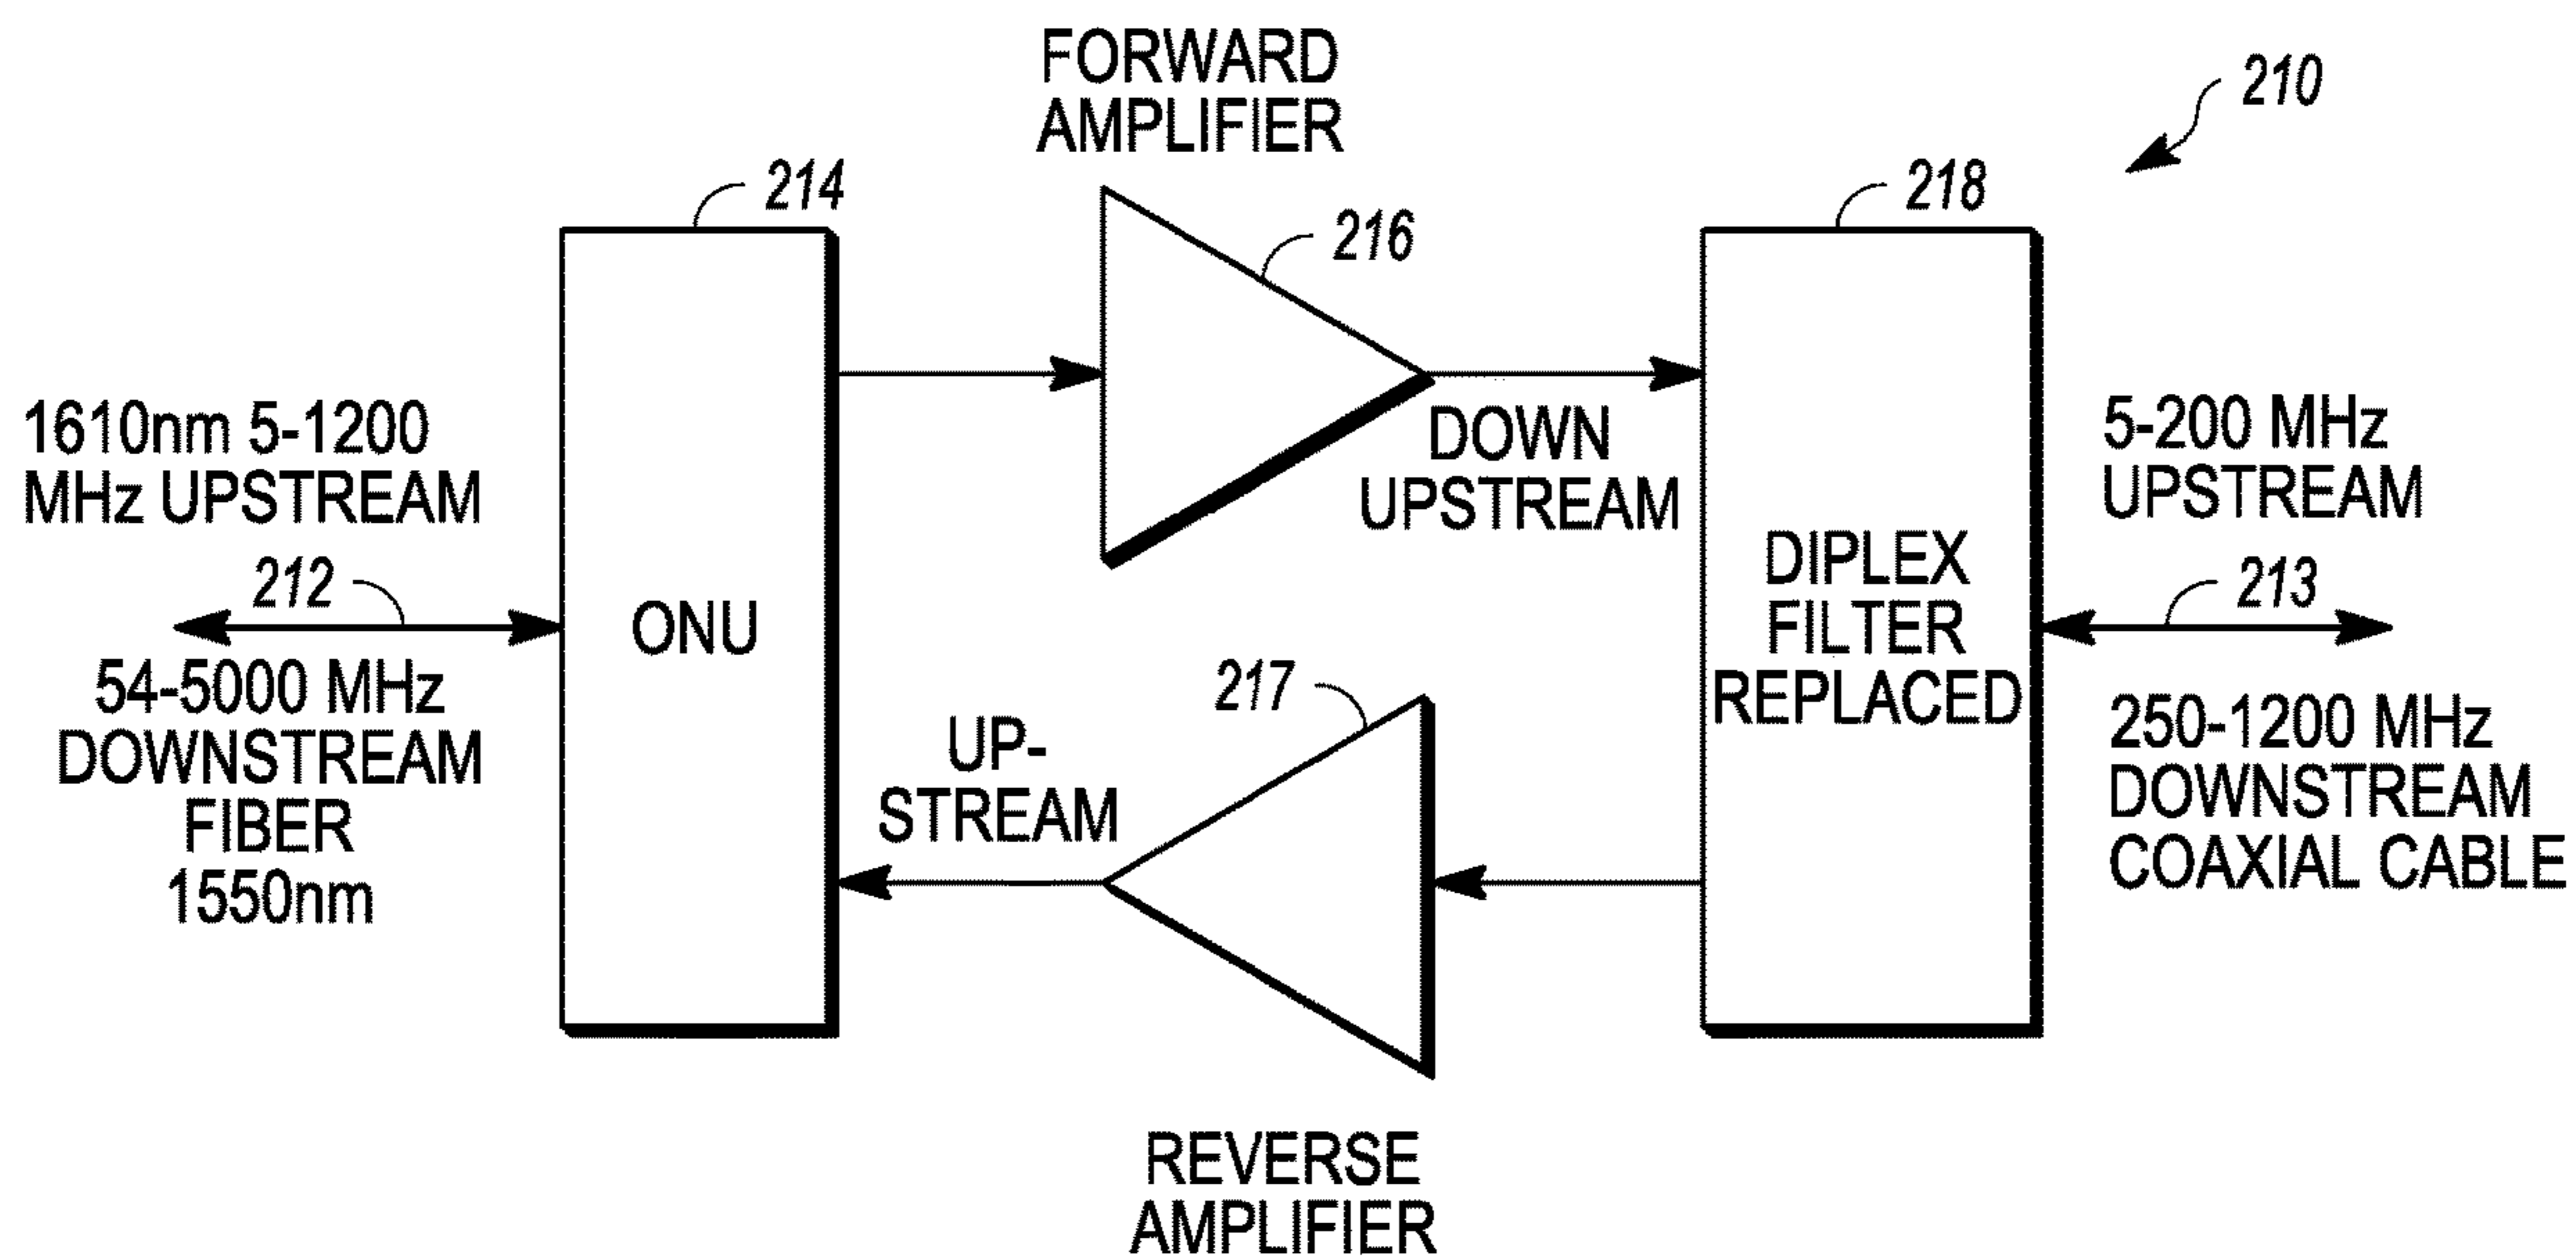 FORWARD
AMPLIFIER
210
214
216
218
1610nm 5-1200
MHz UPSTREAM
212
54-5000 MHz
DOWNSTREAM
FIBER
1550nm
ONU
DOWN
UPSTREAM
217
UP-
STREAM
DIPLEX
FILTER
REPLACED
5-200 MHz
UPSTREAM
213
250-1200 MHz
DOWNSTREAM
COAXIAL CABLE
REVERSE
AMPLIFIER